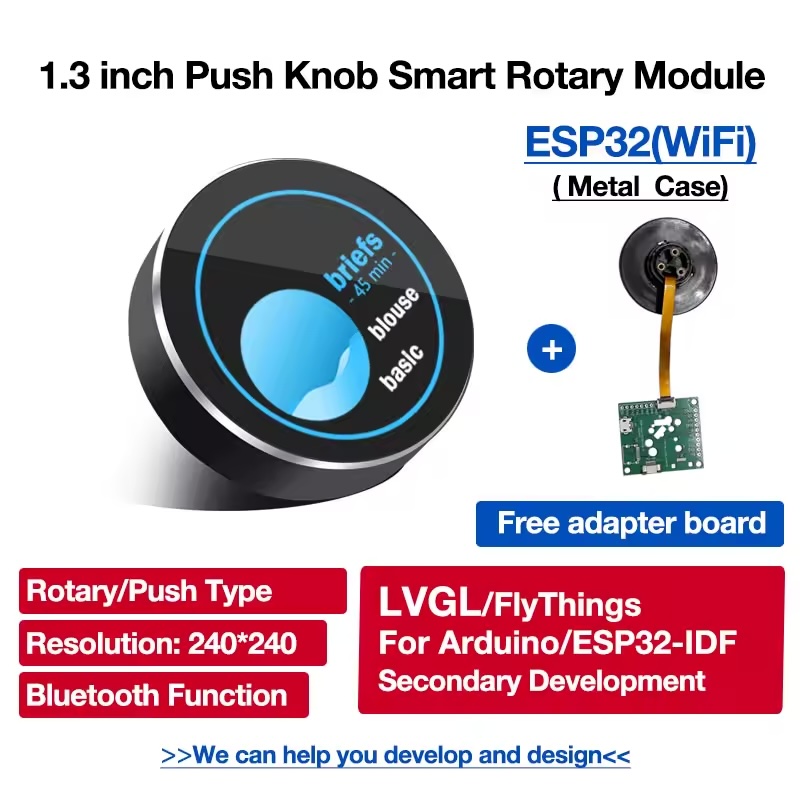 1.3 inch Push Knob Smart Rotary Module
ESP32(WiFi)
( Metal Case)
briefs
- 45 min -
blouse
basic
+
Free adapter board
Rotary/Push Type
Resolution: 240*240
Bluetooth Function
LVGL/FlyThings
For Arduino/ESP32-IDF
Secondary Development
>>We can help you develop and design<<